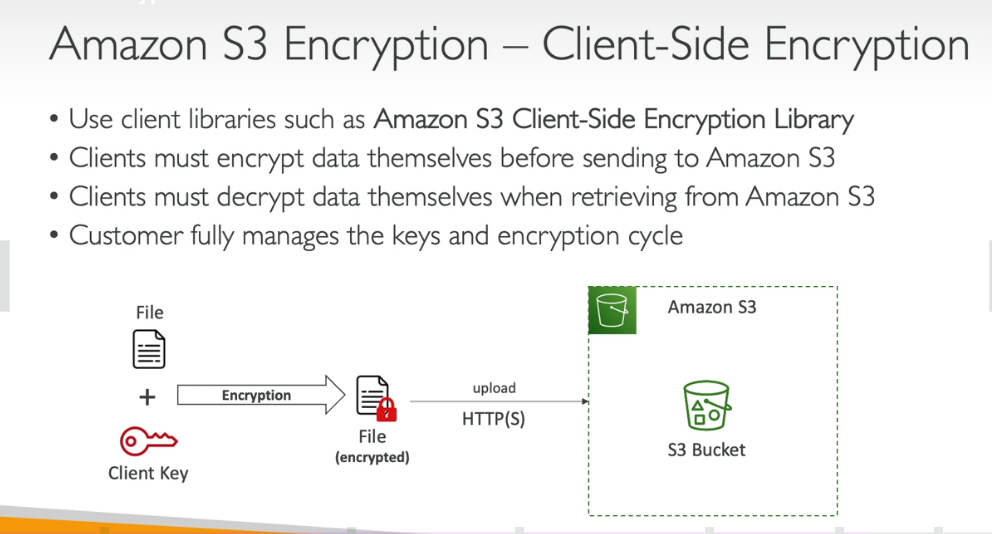 Amazon S3 Encryption – Client-Side Encryption
• Use client libraries such as Amazon S3 Client-Side Encryption Library
• Clients must encrypt data themselves before sending to Amazon S3
• Clients must decrypt data themselves when retrieving from Amazon S3
• Customer fully manages the keys and encryption cycle
File
+
Client Key
Encryption
File
(encrypted)
upload
HTTP(S)
Amazon S3
S3 Bucket